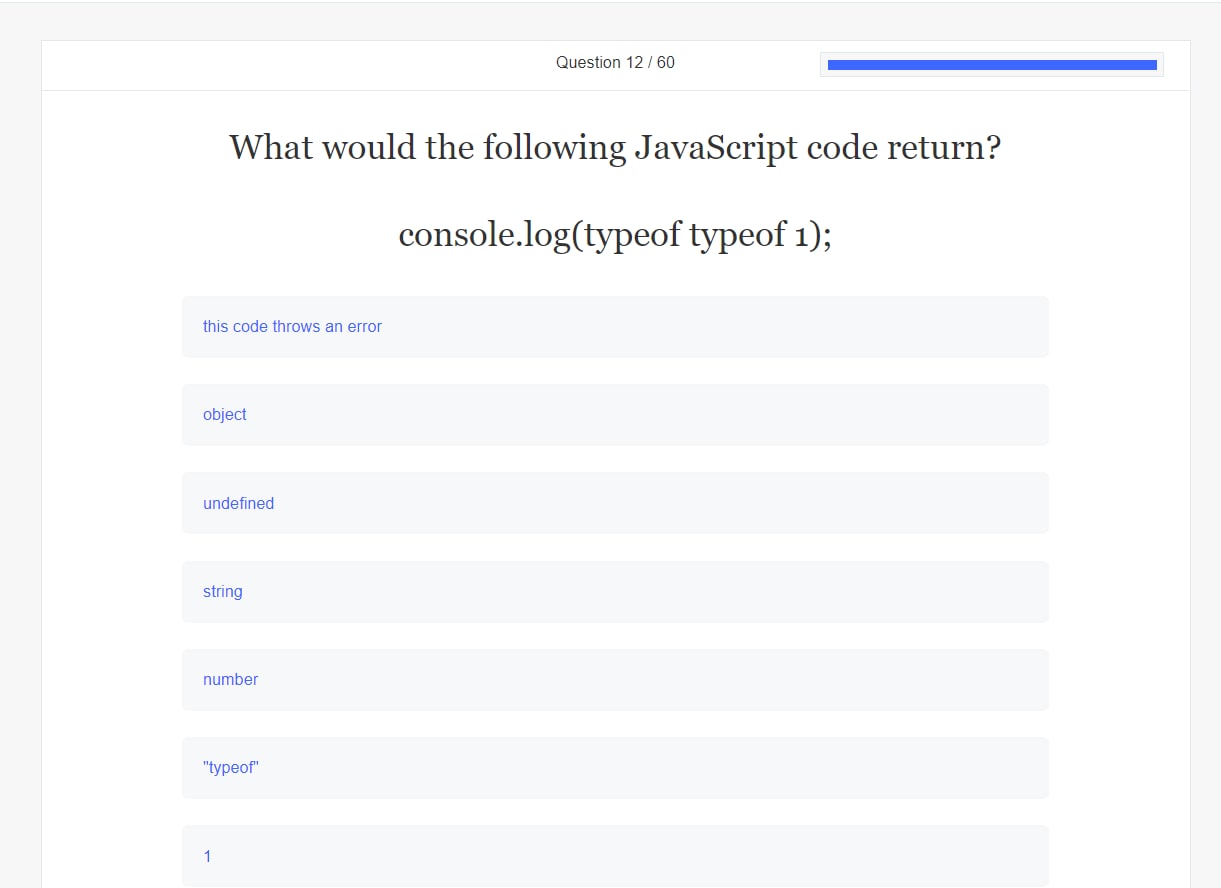 Question 12 / 60
What would the following JavaScript code return?
console.log(typeof typeof 1);
this code throws an error
object
undefined
string
number
"typeof"
1